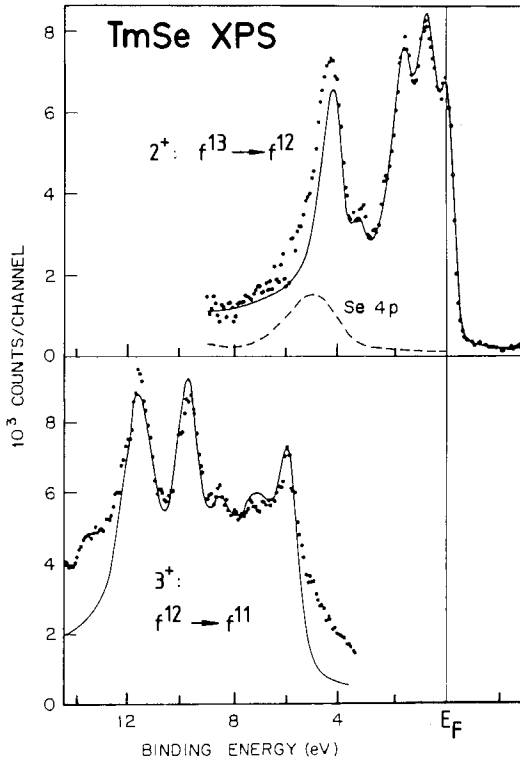 TmSe XPS
8
6
4
2
0
2⁺: f¹³ → f¹²
Se 4p
10³ COUNTS/CHANNEL
8
6
4
2
0
3⁺:
f¹² → f¹¹
12 8 4 E_F
BINDING ENERGY (eV)